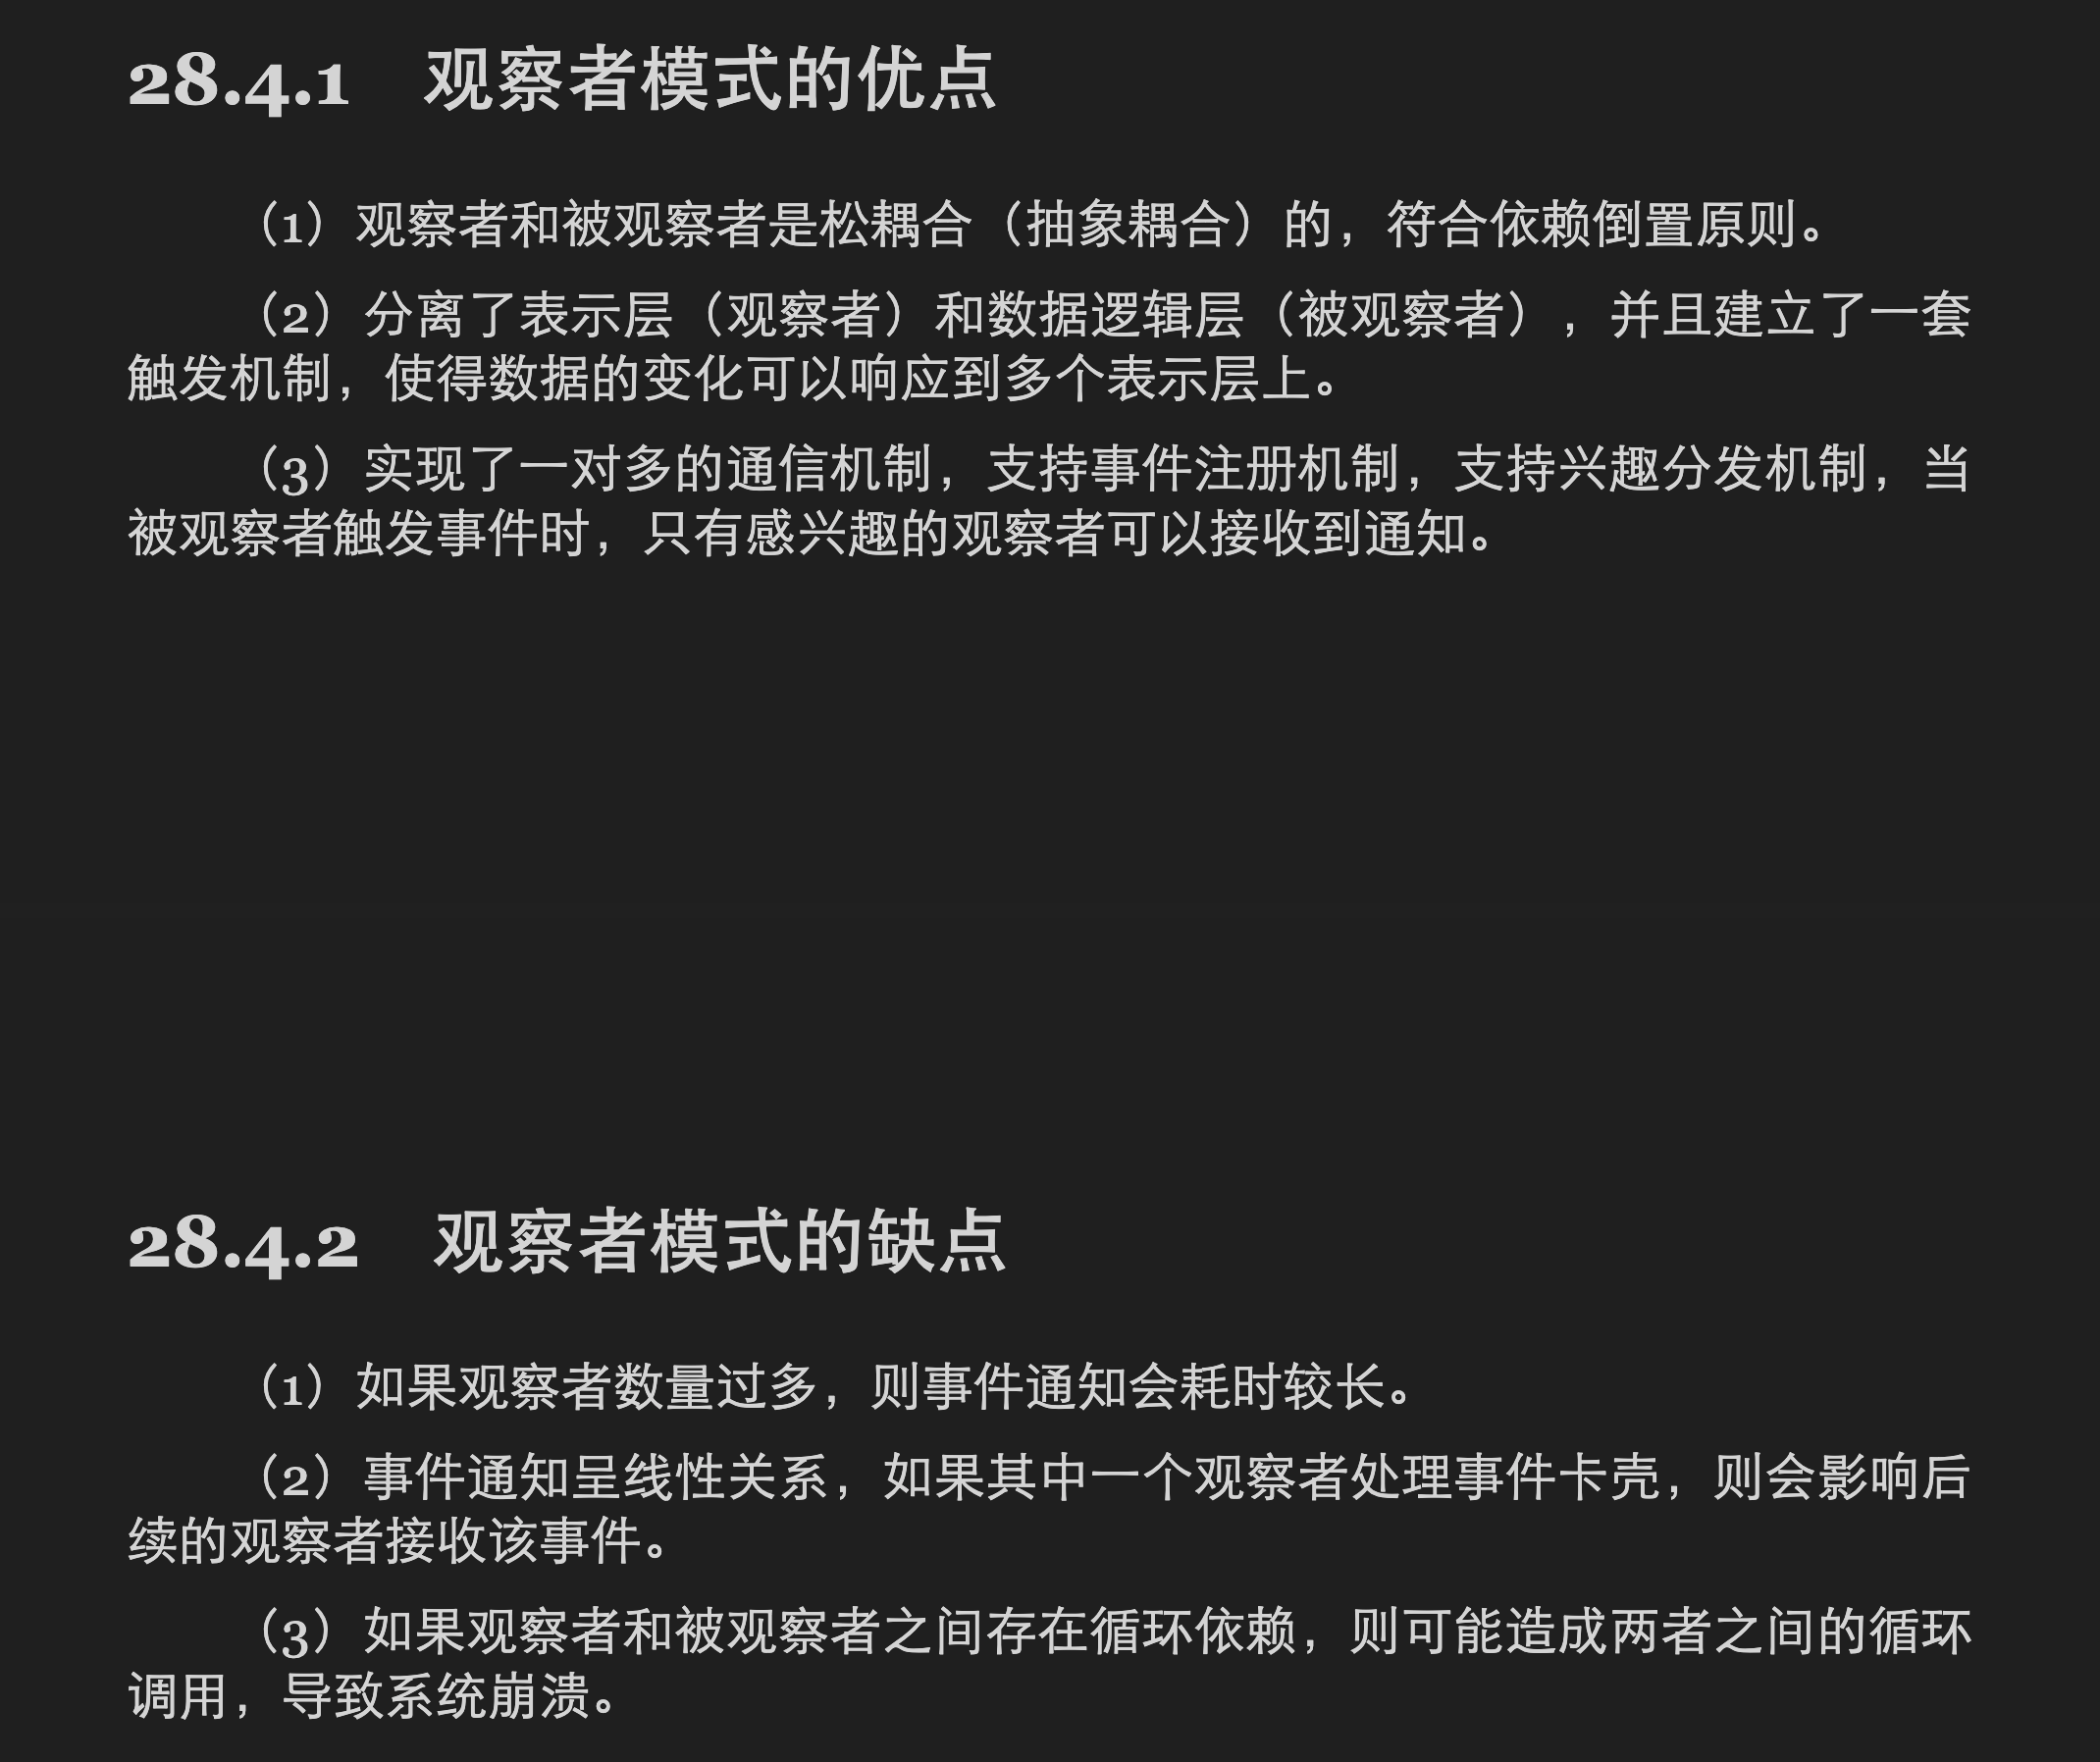 28.4.1 观察者模式的优点
（1）观察者和被观察者是松耦合（抽象耦合）的，符合依赖倒置原则。
（2）分离了表示层（观察者）和数据逻辑层（被观察者），并且建立了一套
触发机制，使得数据的变化可以响应到多个表示层上。
（3）实现了一对多的通信机制，支持事件注册机制，支持兴趣分发机制，当
被观察者触发事件时，只有感兴趣的观察者可以接收到通知。
28.4.2 观察者模式的缺点
（1）如果观察者数量过多，则事件通知会耗时较长。
（2）事件通知呈线性关系，如果其中一个观察者处理事件卡壳，则会影响后
续的观察者接收该事件。
（3）如果观察者和被观察者之间存在循环依赖，则可能造成两者之间的循环
调用，导致系统崩溃。